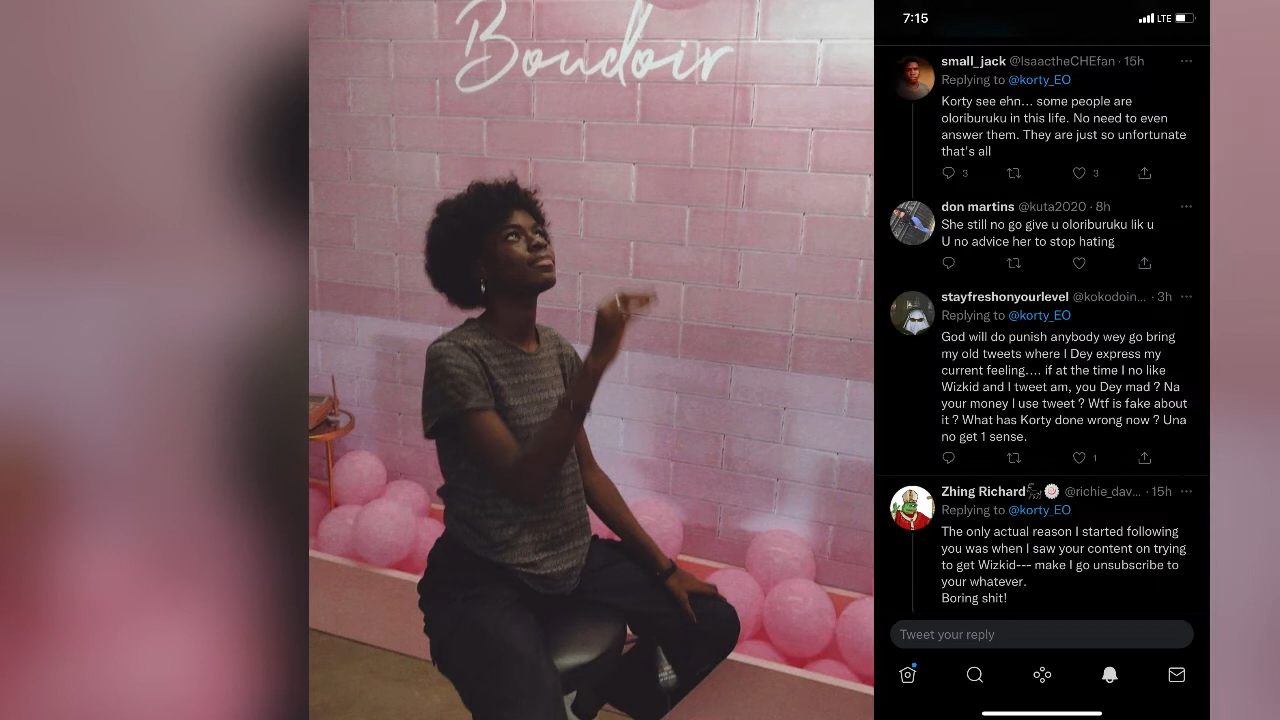 Boudoir
7:15
LTE
small_jack @IsaactheCHEfan · 15h
Replying to @korty_EO
Korty see ehn... some people are
oloriburuku in this life. No need to even
answer them. They are just so unfortunate
that's all
3 3
don martins @kuta2020 · 8h
She still no go give u oloriburuku lik u
U no advice her to stop hating
stayfreshonyourlevel @kokodoin... · 3h
Replying to @korty_EO
God will do punish anybody wey go bring
my old tweets where I Dey express my
current feeling.... if at the time I no like
Wizkid and I tweet am, you Dey mad ? Na
your money I use tweet ? Wtf is fake about
it ? What has Korty done wrong now ? Una
no get 1 sense.
1
Zhing Richard🐜🍥 @richie_dav... · 15h
Replying to @korty_EO
The only actual reason I started following
you was when I saw your content on trying
to get Wizkid--- make I go unsubscribe to
your whatever.
Boring shit!
Tweet your reply